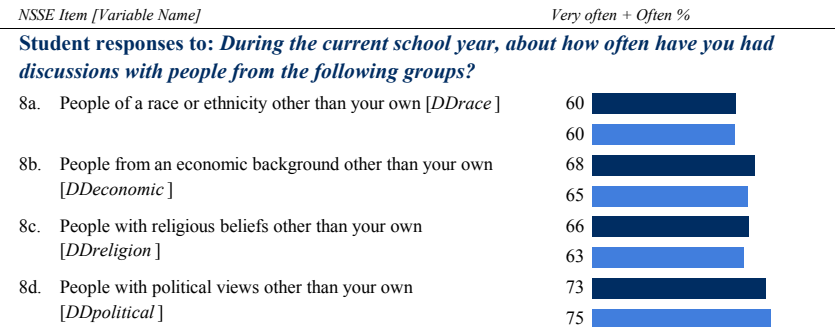 NSSE Item [Variable Name] Very often + Often %
Student responses to: During the current school year, about how often have you had
discussions with people from the following groups?
8a. People of a race or ethnicity other than your own [DDrace ] 60
60
8b. People from an economic background other than your own 68
[DDeconomic ] 65
8c. People with religious beliefs other than your own 66
[DDreligion ] 63
8d. People with political views other than your own 73
[DDpolitical ] 75